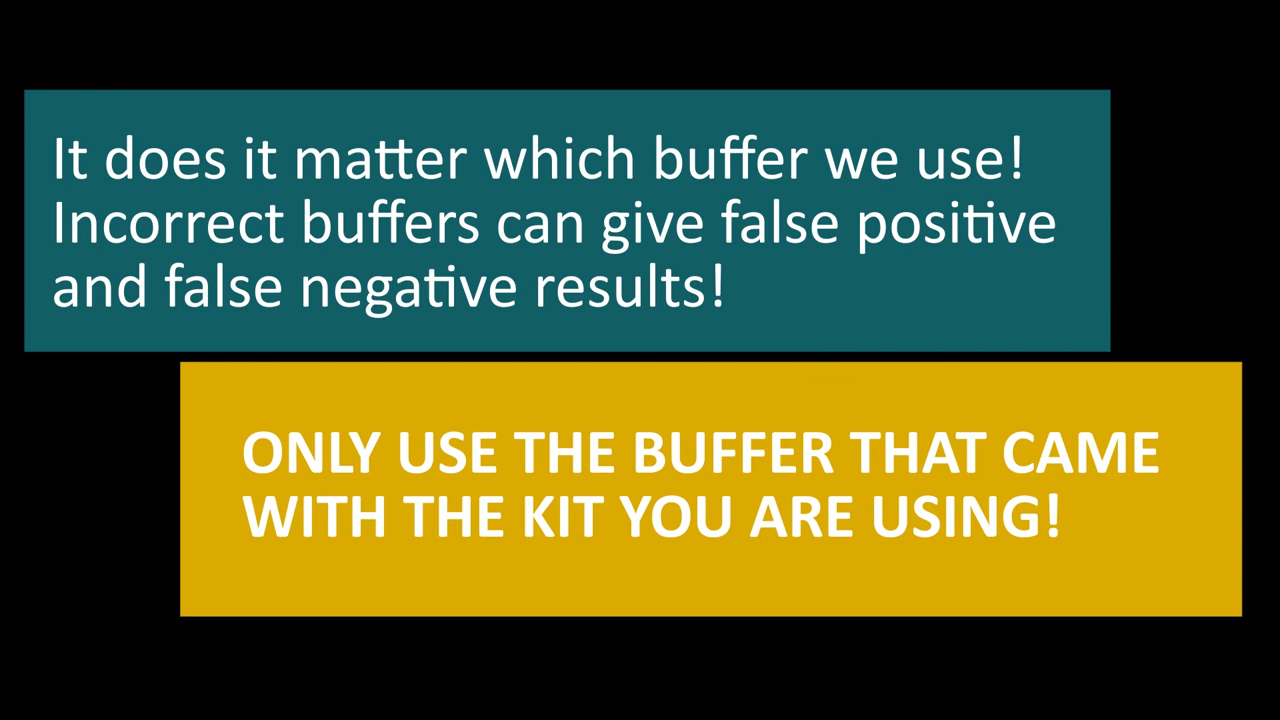 It does it matter which buffer we use!
Incorrect buffers can give false positive
and false negative results!
ONLY USE THE BUFFER THAT CAME
WITH THE KIT YOU ARE USING!